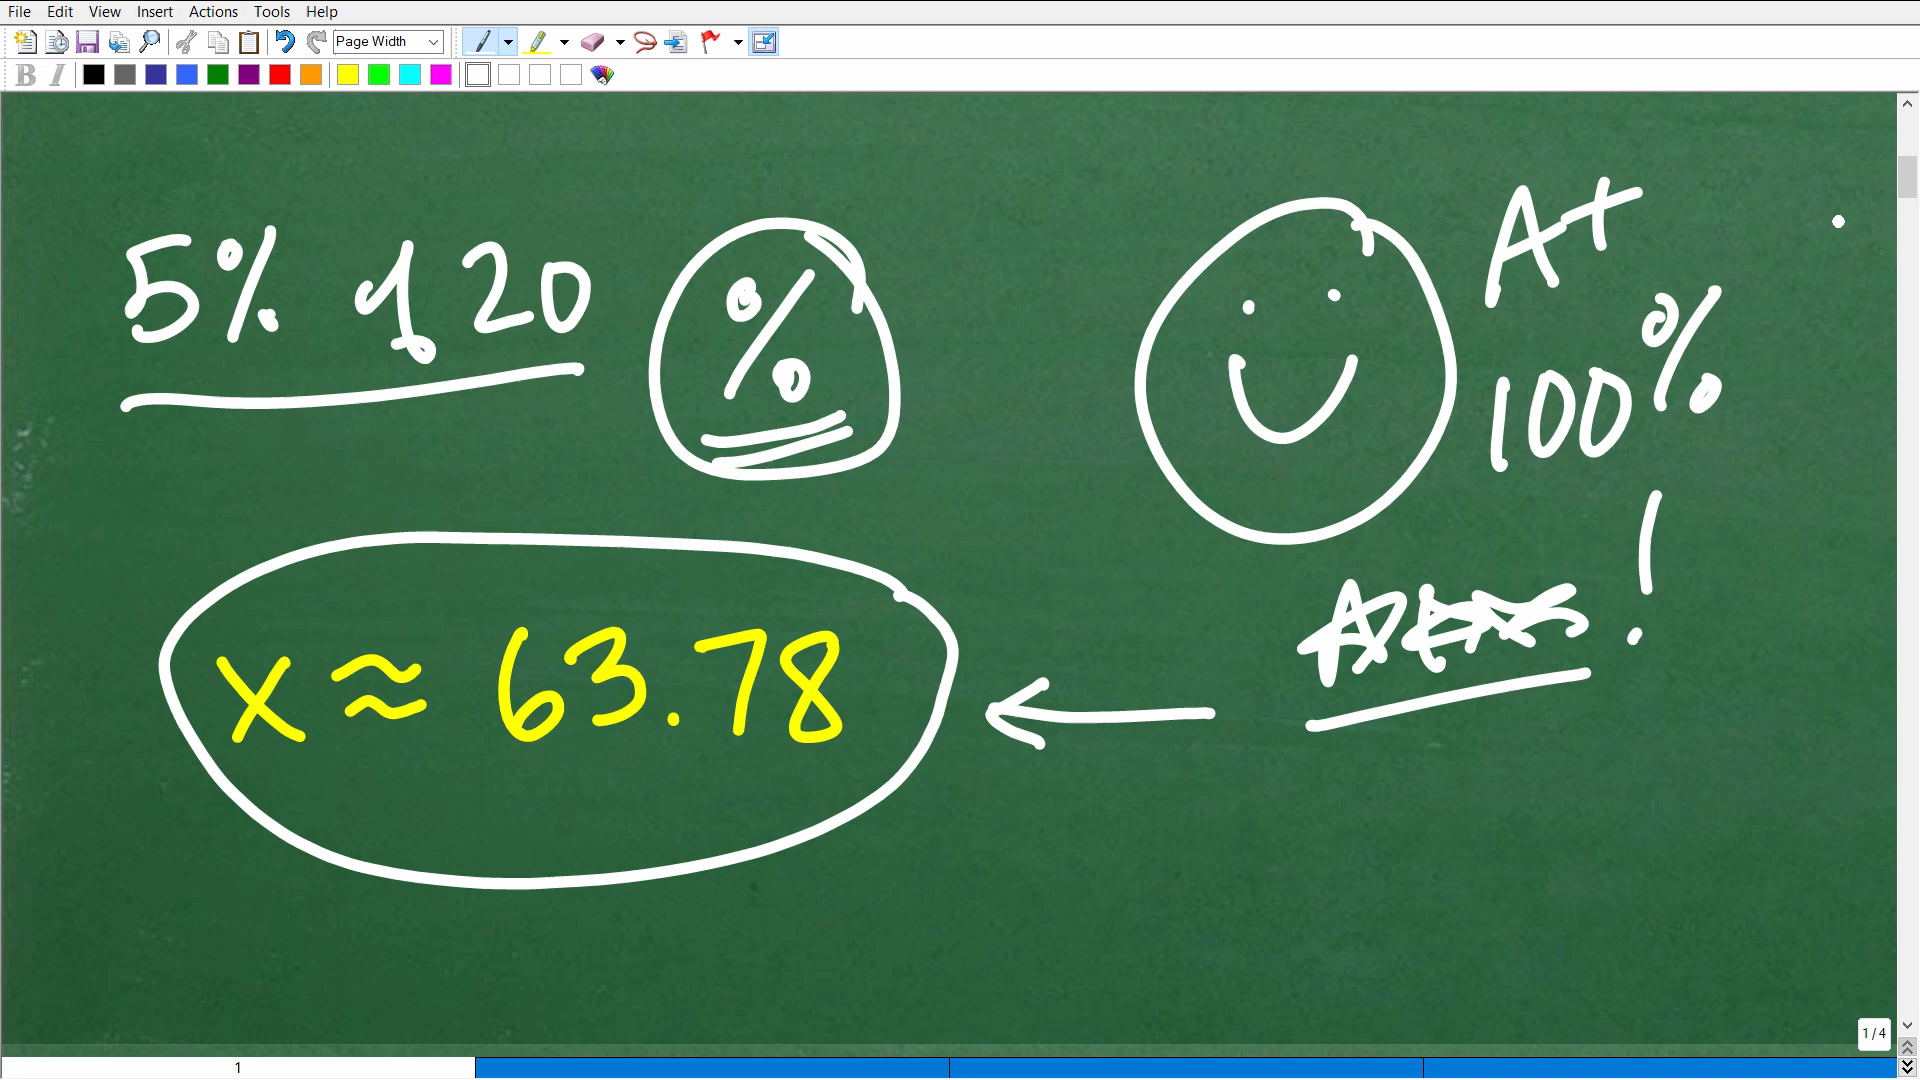 File Edit View Insert Actions Tools Help
Page Width
B I
5% of 20
%
A+
100%
!
x ≈ 63.78
1 / 4
1